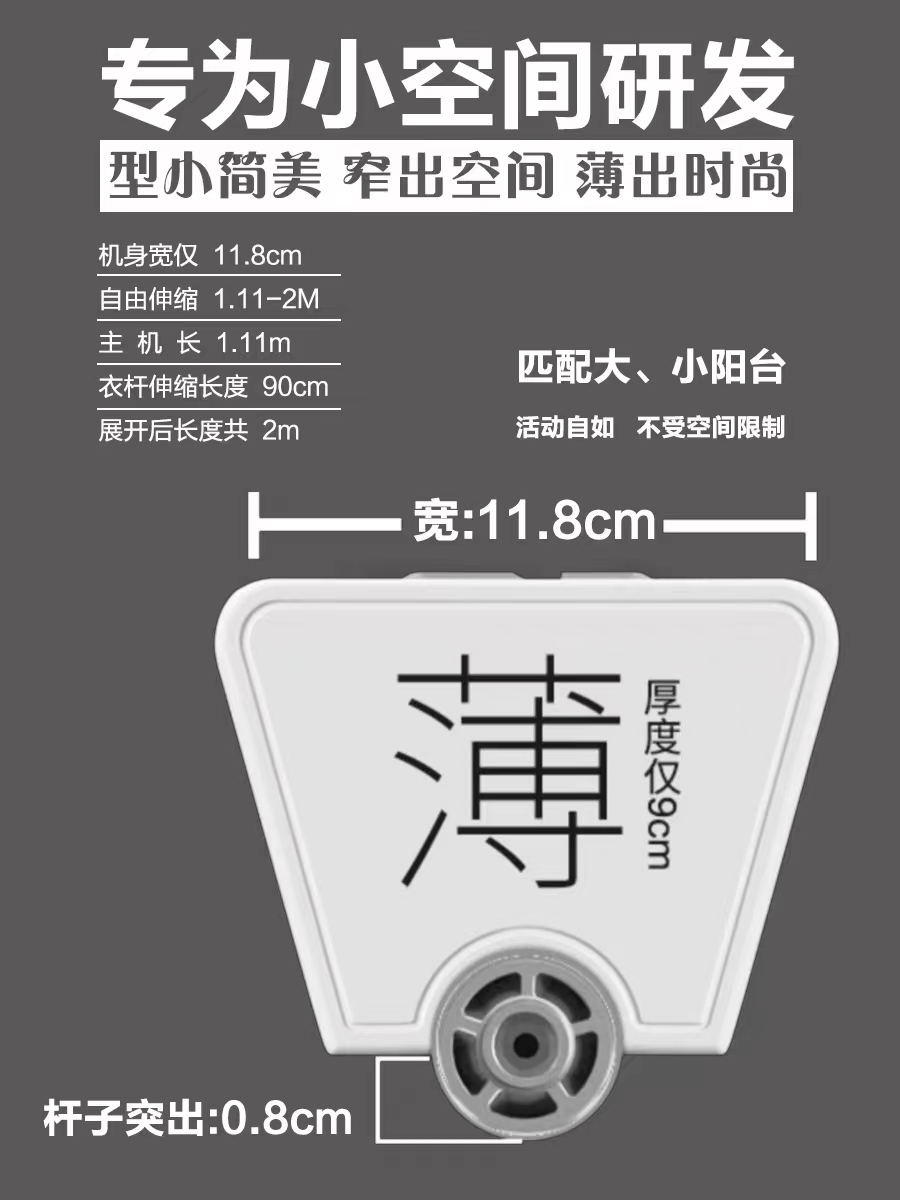 专为小空间研发
型小简美 窄出空间 薄出时尚
机身宽仅 11.8cm
自由伸缩 1.11-2M
主 机 长 1.11m
衣杆伸缩长度 90cm
展开后长度共 2m
匹配大、小阳台
活动自如 不受空间限制
宽:11.8cm
薄
厚度仅9cm
杆子突出:0.8cm